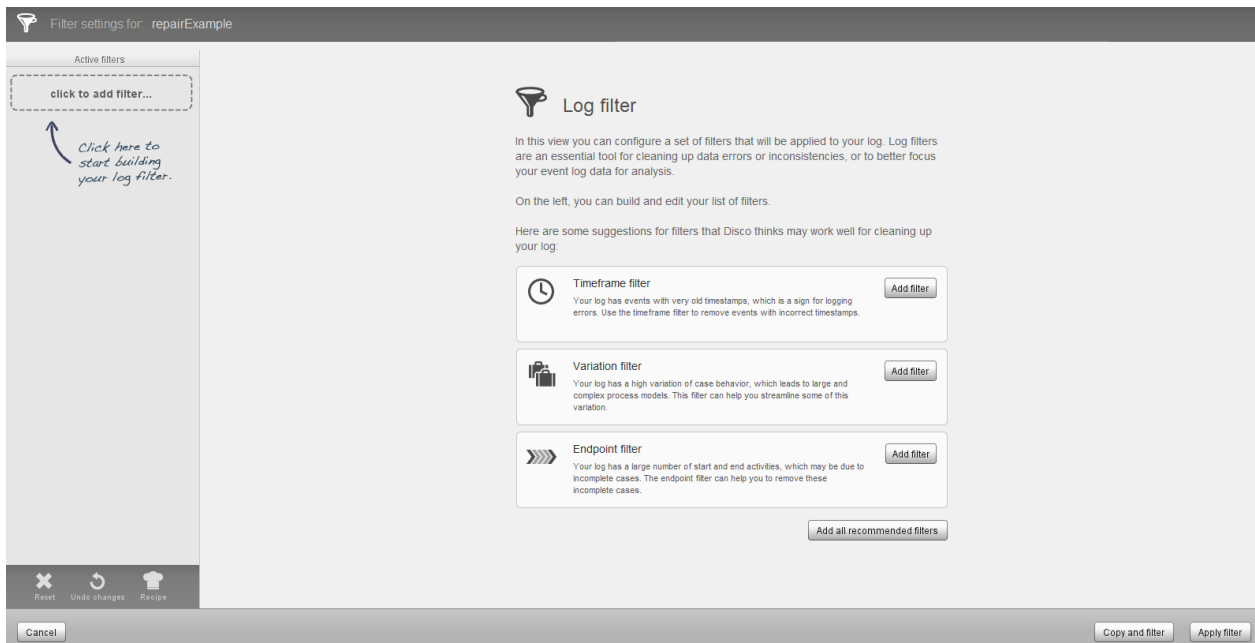 Filter settings for: repairExample
Active filters
click to add filter...
Click here to
start building
your log filter.
Reset
Undo changes
Recipe
Log filter
In this view you can configure a set of filters that will be applied to your log. Log filters
are an essential tool for cleaning up data errors or inconsistencies, or to better focus
your event log data for analysis.
On the left, you can build and edit your list of filters.
Here are some suggestions for filters that Disco thinks may work well for cleaning up
your log:
Timeframe filter
Your log has events with very old timestamps, which is a sign for logging
errors. Use the timeframe filter to remove events with incorrect timestamps.
Add filter
Variation filter
Your log has a high variation of case behavior, which leads to large and
complex process models. This filter can help you streamline some of this
variation.
Add filter
Endpoint filter
Your log has a large number of start and end activities, which may be due to
incomplete cases. The endpoint filter can help you to remove these
incomplete cases.
Add filter
Add all recommended filters
Cancel
Copy and filter
Apply filter